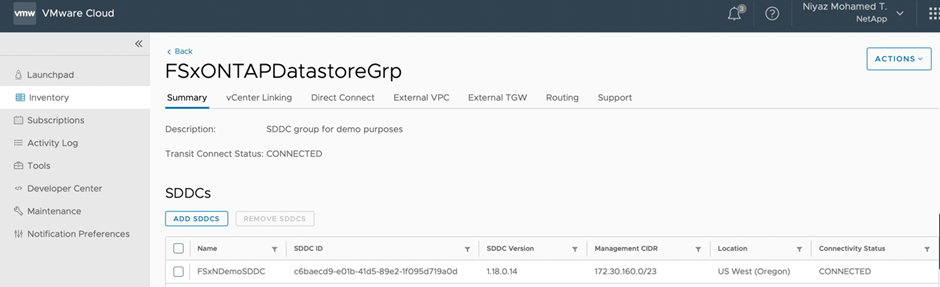 vmw VMware Cloud
3
Niyaz Mohamed T.
NetApp
Back
FSxONTAPDatastoreGrp
ACTIONS
Launchpad
Inventory
Subscriptions
Activity Log
Tools
Developer Center
Maintenance
Notification Preferences
Summary vCenter Linking Direct Connect External VPC External TGW Routing Support
Description: SDDC group for demo purposes
Transit Connect Status: CONNECTED
SDDCs
ADD SDDCS REMOVE SDDCS
Name SDDC ID SDDC Version Management CIDR Location Connectivity Status
FSxNDemoSDDC c6baecd9-e01b-41d5-89e2-1f095d719a0d 1.18.0.14 172.30.160.0/23 US West (Oregon) CONNECTED